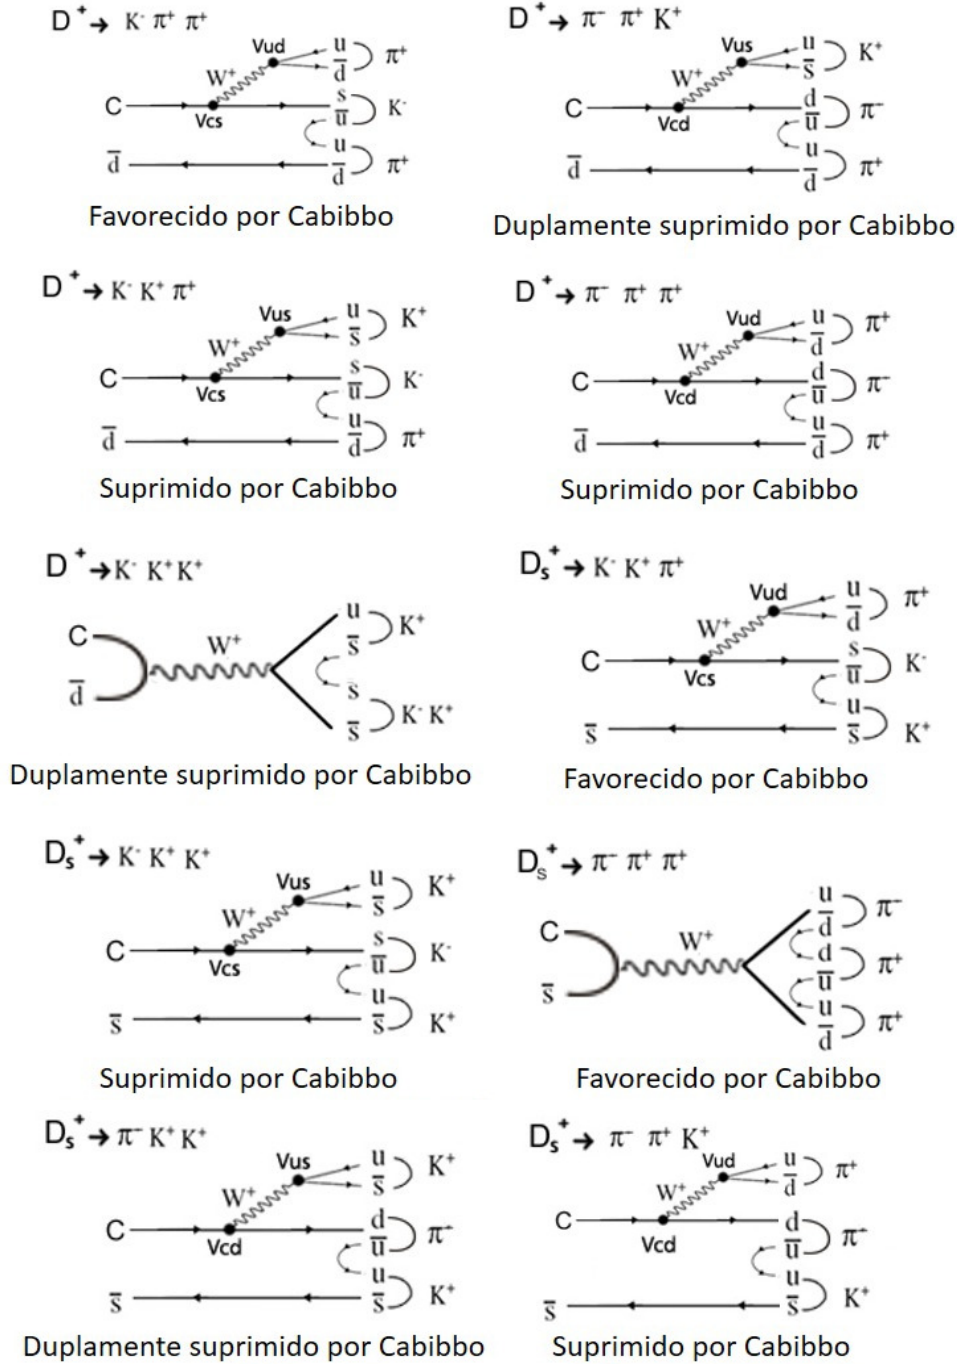 D⁺→ K⁻ π⁺ π⁺
Vud
u
d̅
π⁺
W⁺
C
s
u̅
K⁻
Vcs
u
d̅
d̅
π⁺
Favorecido por Cabibbo
D⁺→ π⁻ π⁺ K⁺
Vus
u
s̅
K⁺
W⁺
C
d
u̅
π⁻
Vcd
u
d̅
d̅
π⁺
Duplamente suprimido por Cabibbo
D⁺→ K⁻ K⁺ π⁺
Vus
u
s̅
K⁺
W⁺
C
s
u̅
K⁻
Vcs
u
d̅
d̅
π⁺
Suprimido por Cabibbo
D⁺→ π⁻ π⁺ π⁺
Vud
u
d̅
π⁺
W⁺
C
d
u̅
π⁻
Vcd
u
d̅
d̅
π⁺
Suprimido por Cabibbo
D⁺→ K⁻ K⁺ K⁺
u
s̅
K⁺
C
W⁺
d̅
s
s̅
K⁻ K⁺
Duplamente suprimido por Cabibbo
Dₛ⁺→ K⁻ K⁺ π⁺
Vud
u
d̅
π⁺
W⁺
C
s
u̅
K⁻
Vcs
u
s̅
s̅
K⁺
Favorecido por Cabibbo
Dₛ⁺→ K⁻ K⁺ K⁺
Vus
u
s̅
K⁺
W⁺
C
s
u̅
K⁻
Vcs
u
s̅
s̅
K⁺
Suprimido por Cabibbo
Dₛ⁺→ π⁻ π⁺ π⁺
u
d̅
π⁻
C
W⁺
d
u̅
π⁺
s̅
u
d̅
π⁺
Favorecido por Cabibbo
Dₛ⁺→ π⁻ K⁺ K⁺
Vus
u
s̅
K⁺
W⁺
C
d
u̅
π⁻
Vcd
u
s̅
s̅
K⁺
Duplamente suprimido por Cabibbo
Dₛ⁺→ π⁻ π⁺ K⁺
Vud
u
d̅
π⁺
W⁺
C
d
u̅
π⁻
Vcd
u
s̅
s̅
K⁺
Suprimido por Cabibbo